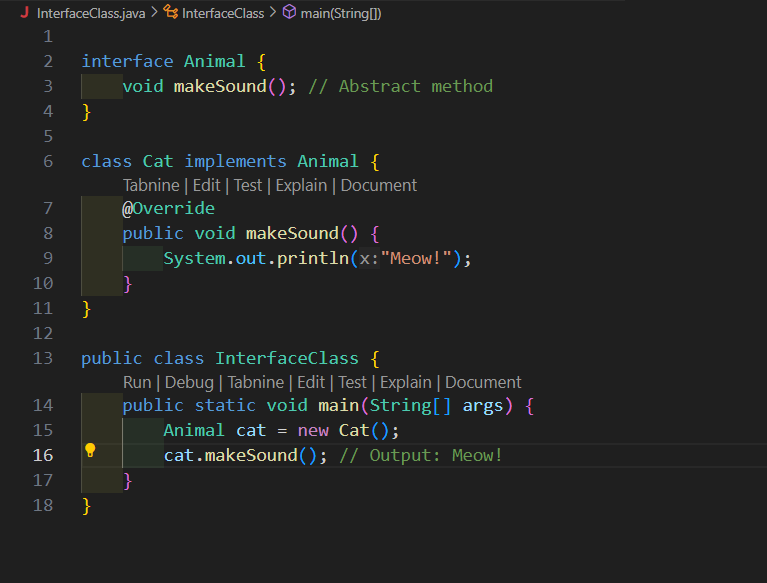 J InterfaceClass.java > InterfaceClass > main(String[])
1
2 interface Animal {
3     void makeSound(); // Abstract method
4 }
5
6 class Cat implements Animal {
Tabnine | Edit | Test | Explain | Document
7     @Override
8     public void makeSound() {
9         System.out.println(x:"Meow!");
10     }
11 }
12
13 public class InterfaceClass {
Run | Debug | Tabnine | Edit | Test | Explain | Document
14     public static void main(String[] args) {
15         Animal cat = new Cat();
16         cat.makeSound(); // Output: Meow!
17     }
18 }